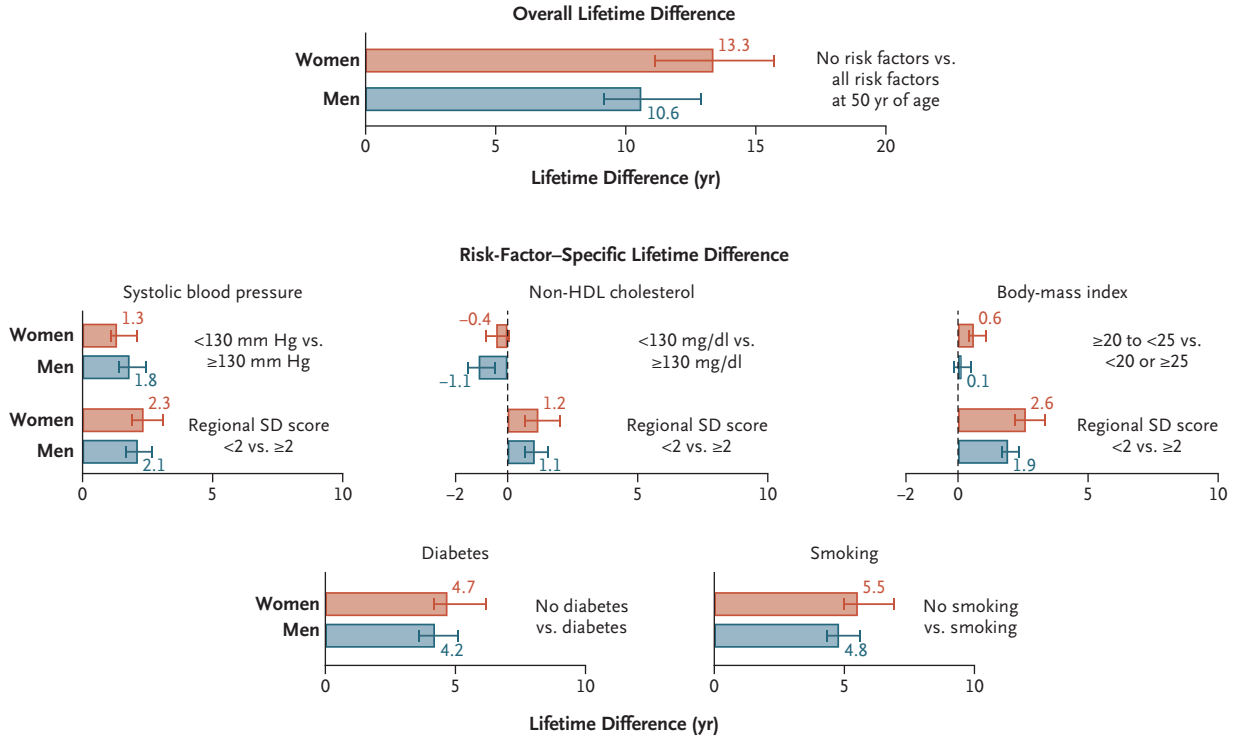 Overall Lifetime Difference
Women
13.3
Men
10.6
No risk factors vs.
all risk factors
at 50 yr of age
0 5 10 15 20
Lifetime Difference (yr)
Risk-Factor–Specific Lifetime Difference
Systolic blood pressure
Women
1.3
Men
1.8
<130 mm Hg vs.
≥130 mm Hg
Women
2.3
Men
2.1
Regional SD score
<2 vs. ≥2
0 5 10
Non-HDL cholesterol
–0.4
–1.1
<130 mg/dl vs.
≥130 mg/dl
1.2
1.1
Regional SD score
<2 vs. ≥2
–2 0 5 10
Body-mass index
0.6
0.1
≥20 to <25 vs.
<20 or ≥25
2.6
1.9
Regional SD score
<2 vs. ≥2
–2 0 5 10
Diabetes
Women
4.7
Men
4.2
No diabetes
vs. diabetes
0 5 10
Smoking
5.5
4.8
No smoking
vs. smoking
0 5 10
Lifetime Difference (yr)